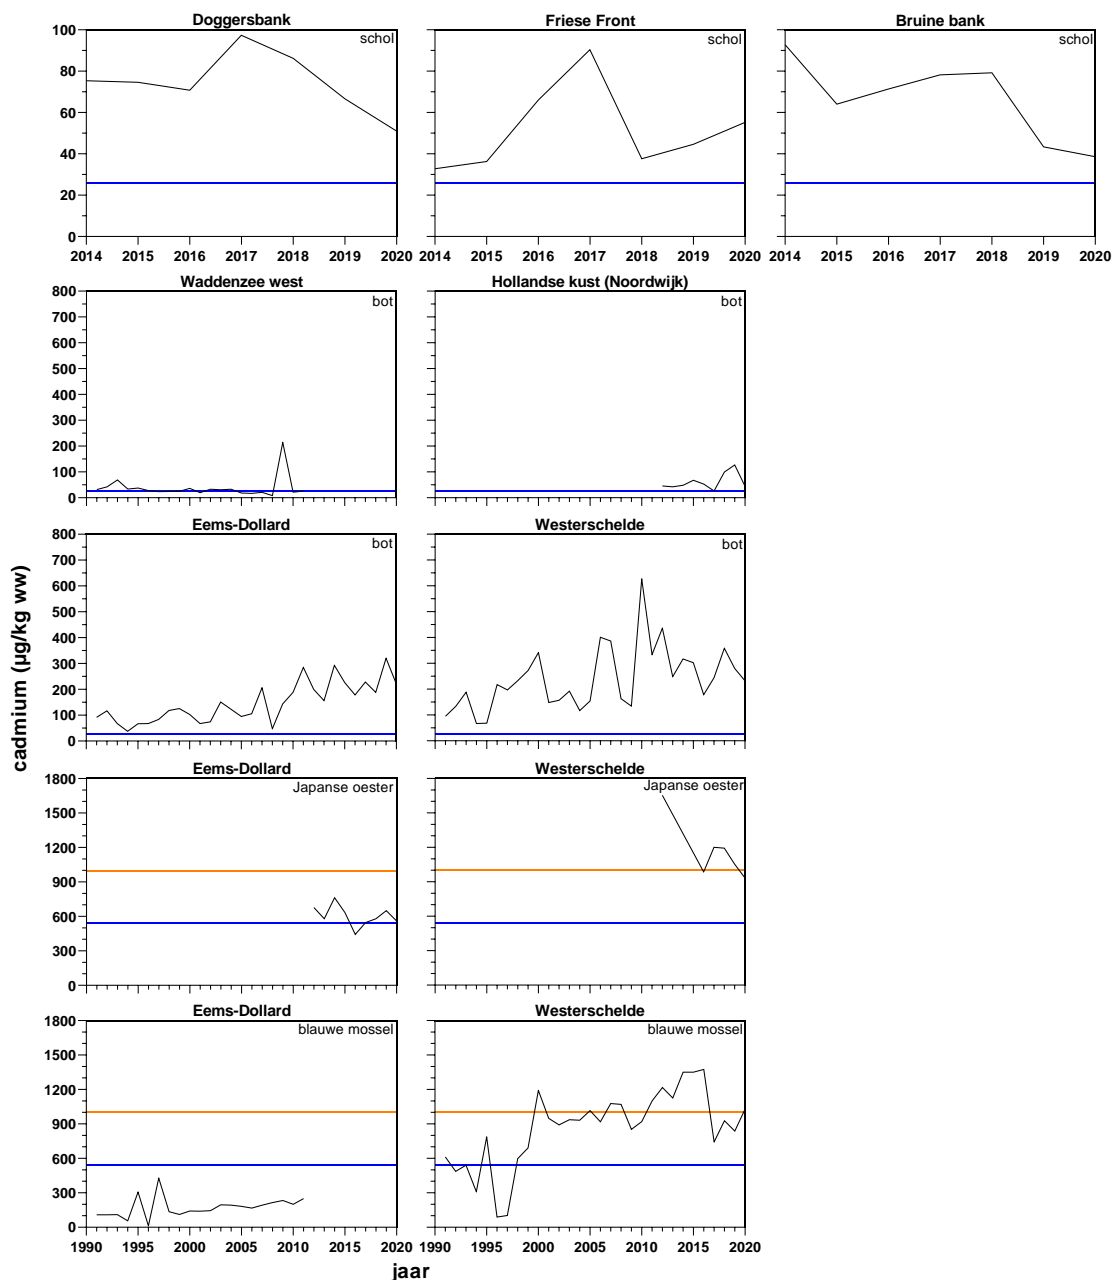 Doggersbank Friese Front Bruine bank
100 schol schol schol
80
60
40
20
0
2014 2015 2016 2017 2018 2019 2020 2014 2015 2016 2017 2018 2019 2020 2014 2015 2016 2017 2018 2019 2020
Waddenzee west Hollandse kust (Noordwijk)
800 bot bot
700
600
500
400
300
200
100
0
Eems-Dollard Westerschelde
800 bot bot
700
600
500
400
300
200
100
0
cadmium (µg/kg ww)
Eems-Dollard Westerschelde
1800 Japanse oester Japanse oester
1500
1200
900
600
300
0
Eems-Dollard Westerschelde
1800 blauwe mossel blauwe mossel
1500
1200
900
600
300
0
1990 1995 2000 2005 2010 2015 2020 1990 1995 2000 2005 2010 2015 2020
jaar